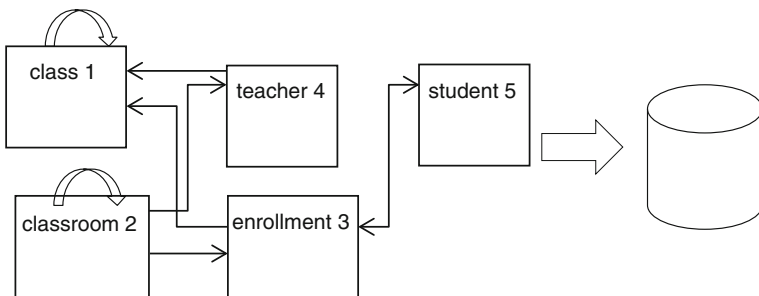 class 1
teacher 4
student 5
classroom 2
enrollment 3